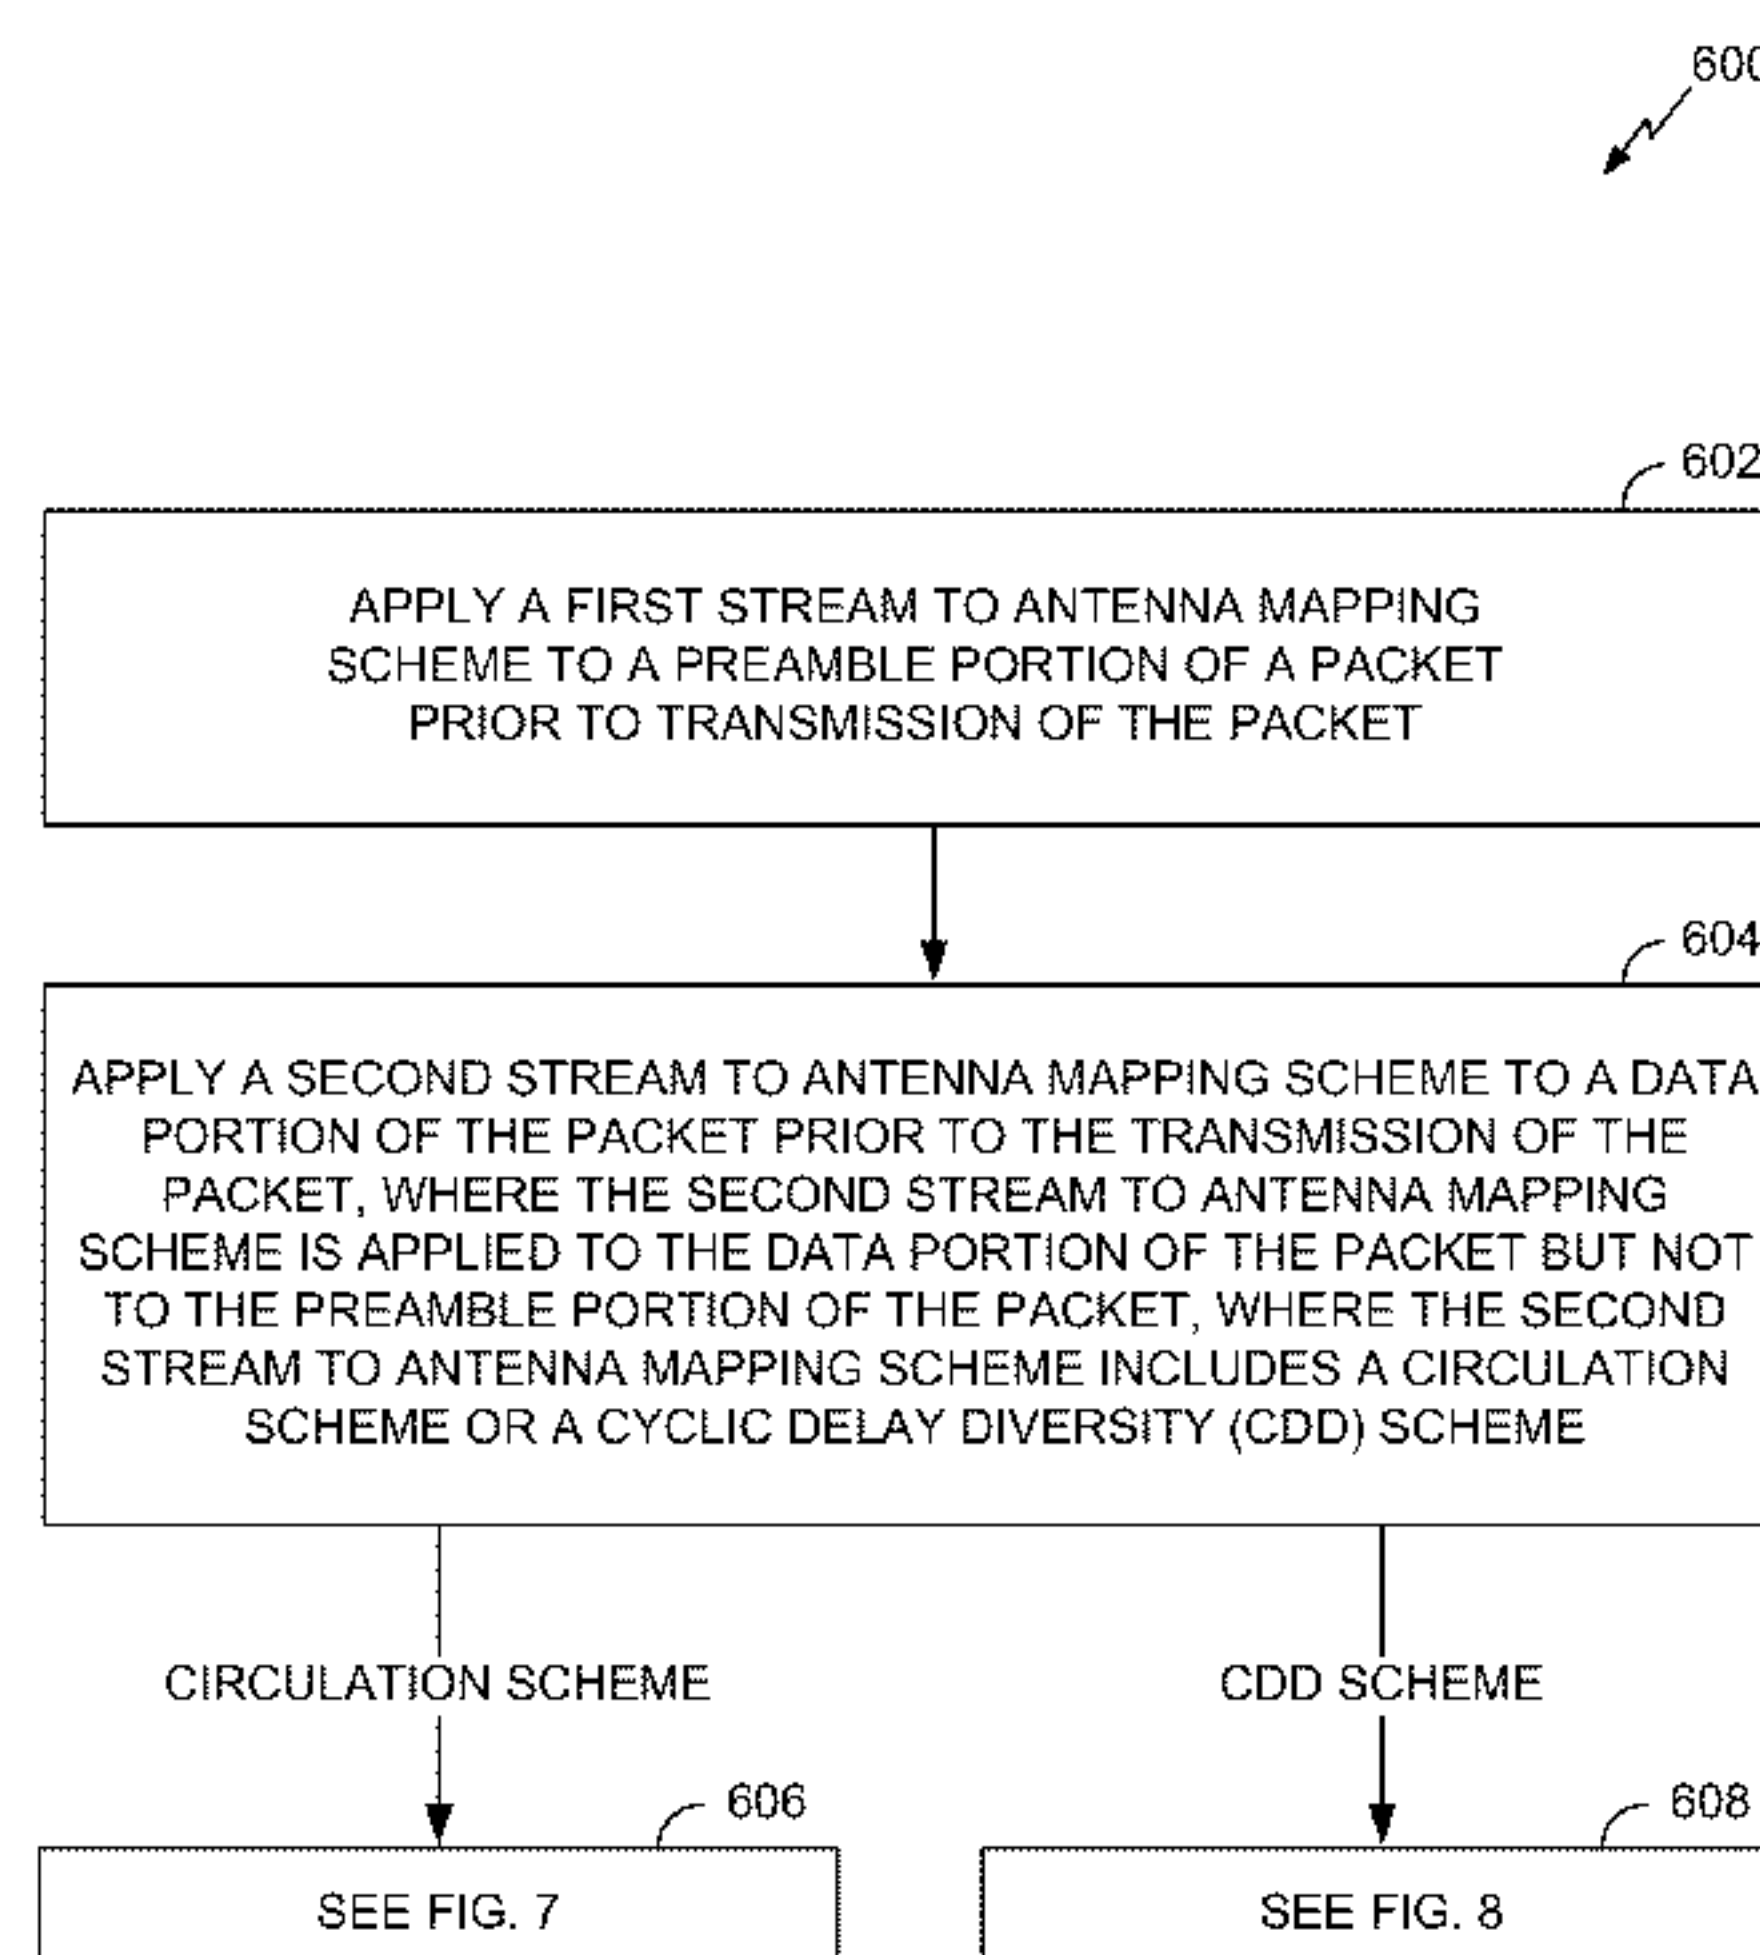 600
602
APPLY A FIRST STREAM TO ANTENNA MAPPING
SCHEME TO A PREAMBLE PORTION OF A PACKET
PRIOR TO TRANSMISSION OF THE PACKET
604
APPLY A SECOND STREAM TO ANTENNA MAPPING SCHEME TO A DATA
PORTION OF THE PACKET PRIOR TO THE TRANSMISSION OF THE
PACKET, WHERE THE SECOND STREAM TO ANTENNA MAPPING
SCHEME IS APPLIED TO THE DATA PORTION OF THE PACKET BUT NOT
TO THE PREAMBLE PORTION OF THE PACKET, WHERE THE SECOND
STREAM TO ANTENNA MAPPING SCHEME INCLUDES A CIRCULATION
SCHEME OR A CYCLIC DELAY DIVERSITY (CDD) SCHEME
CIRCULATION SCHEME
CDD SCHEME
606
608
SEE FIG. 7
SEE FIG. 8